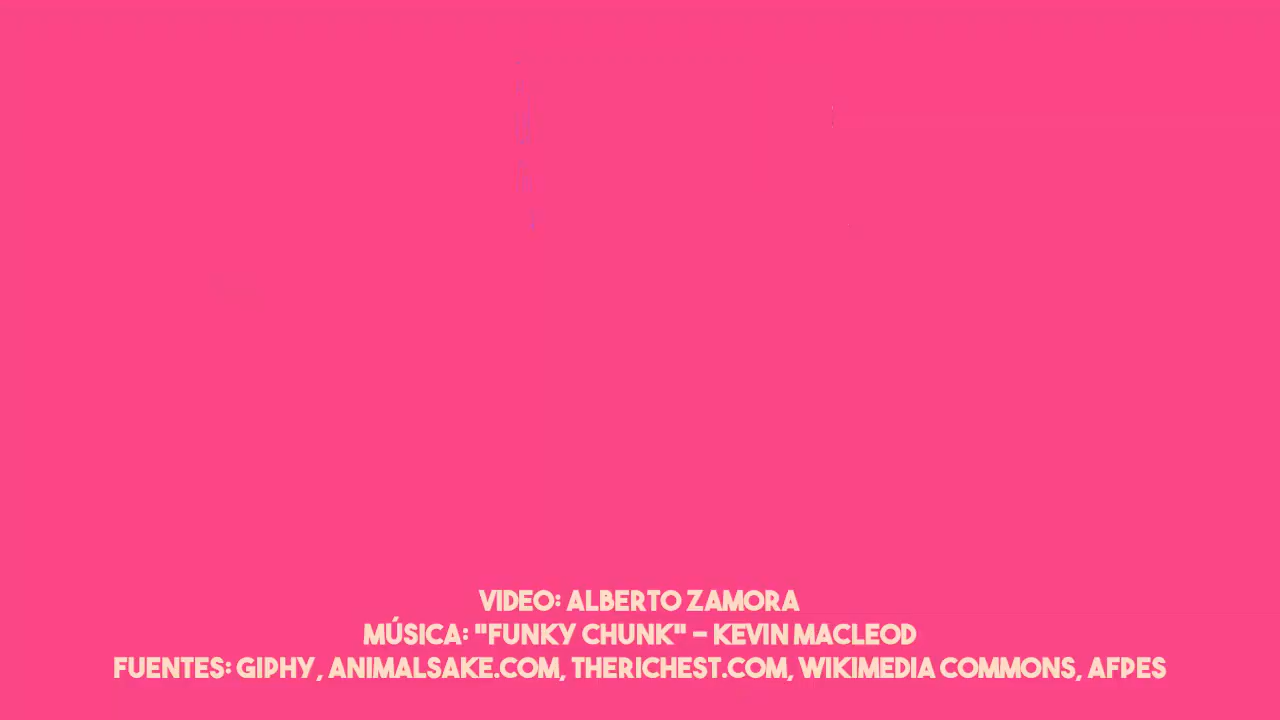 VIDEO: ALBERTO ZAMORA
MÚSICA: "FUNKY CHUNK" - KEVIN MACLEOD
FUENTES: GIPHY, ANIMALSAKE.COM, THERICHEST.COM, WIKIMEDIA COMMONS, AFPES